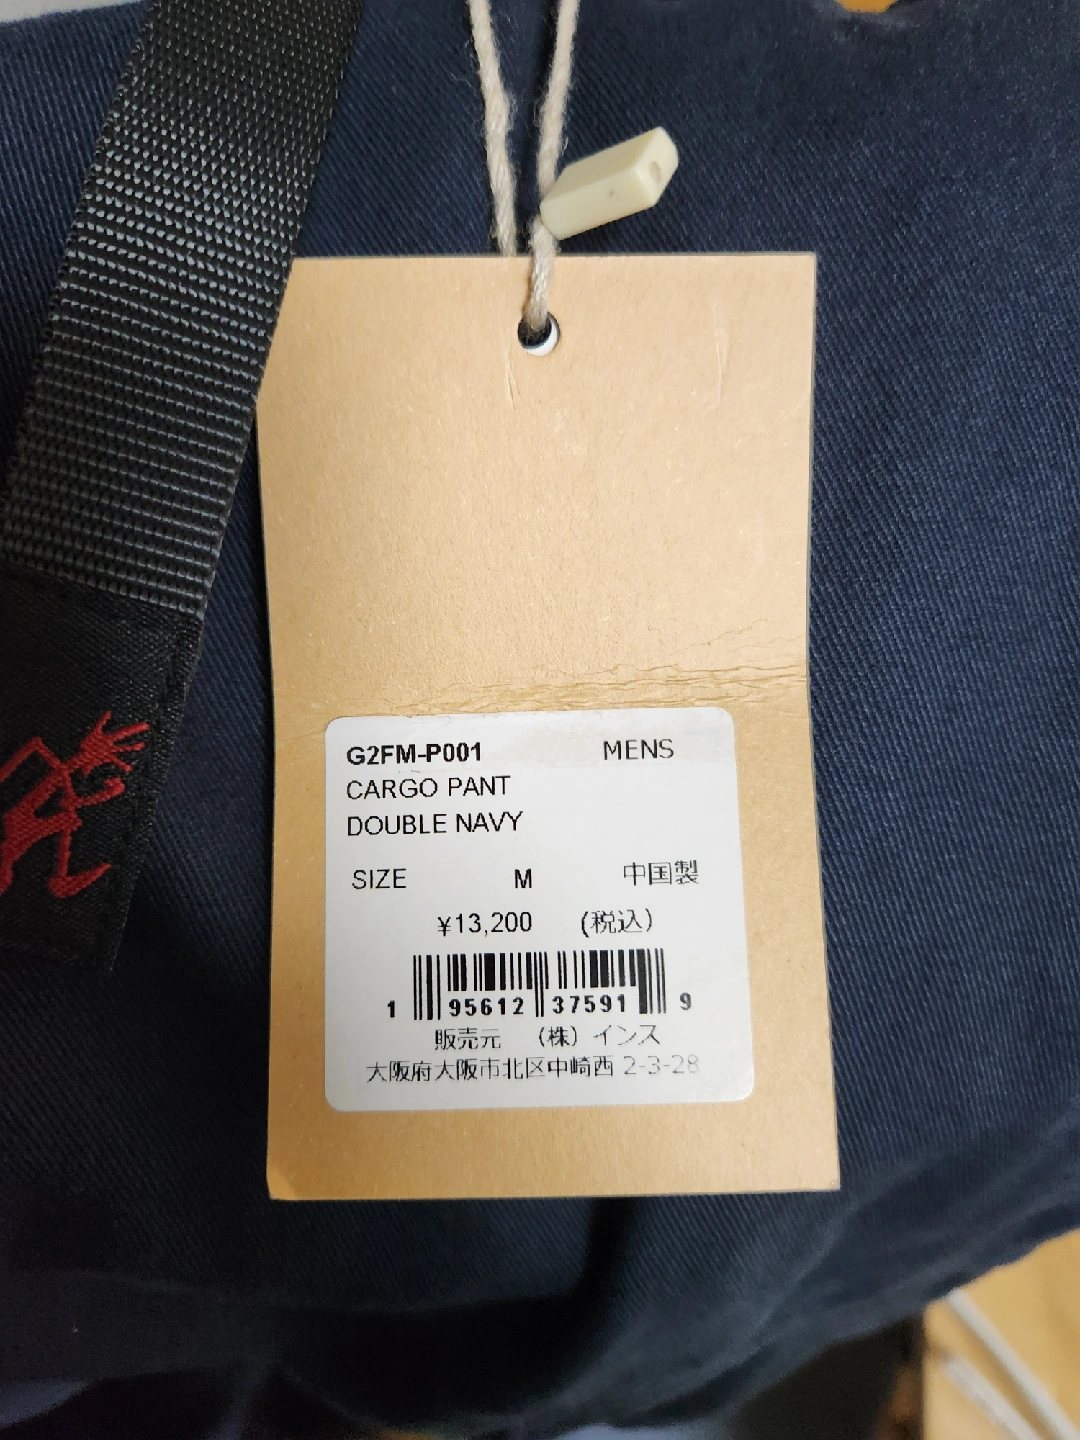 G2FM-P001 MENS
CARGO PANT
DOUBLE NAVY
SIZE M 中国製
¥13,200 (税込)
1 95612 37591 9
販売元 (株)インス
大阪府大阪市北区中崎西 2-3-28